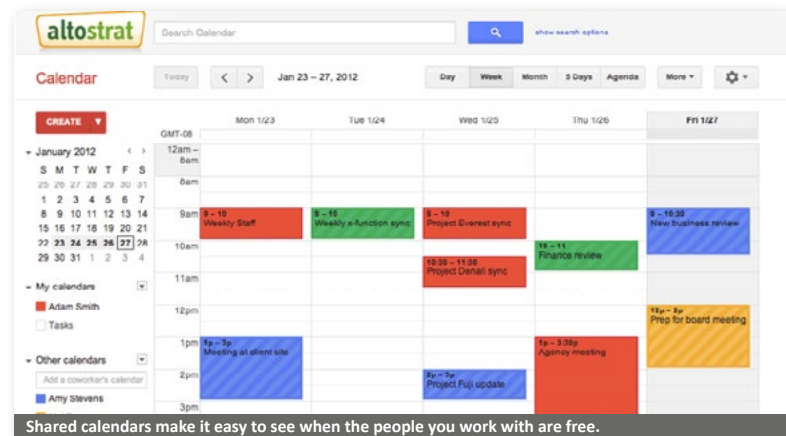 altostrat
Search Calendar
show search options
Calendar
Today
Jan 23 – 27, 2012
Day Week Month 5 Days Agenda
More
CREATE
Mon 1/23 Tue 1/24 Wed 1/25 Thu 1/26 Fri 1/27
GMT-08
January 2012
S M T W T F S
25 26 27 28 29 30 31
1 2 3 4 5 6 7
8 9 10 11 12 13 14
15 16 17 18 19 20 21
22 23 24 25 26 27 28
29 30 31 1 2 3 4
12am –
8am
8am
9am
10am
11am
12pm
1pm
2pm
3pm
9 – 10
Weekly Staff
1p – 3p
Meeting at client site
9 – 10
Weekly x-function sync
9 – 10
Project Everest sync
10:30 – 11:30
Project Denali sync
2p – 3p
Project Fuji update
10 – 11
Finance review
1p – 3:30p
Agency meeting
9 – 10:30
New business review
12p – 2p
Prep for board meeting
My calendars
Adam Smith
Tasks
Other calendars
Add a coworker's calendar
Amy Stevens
Shared calendars make it easy to see when the people you work with are free.